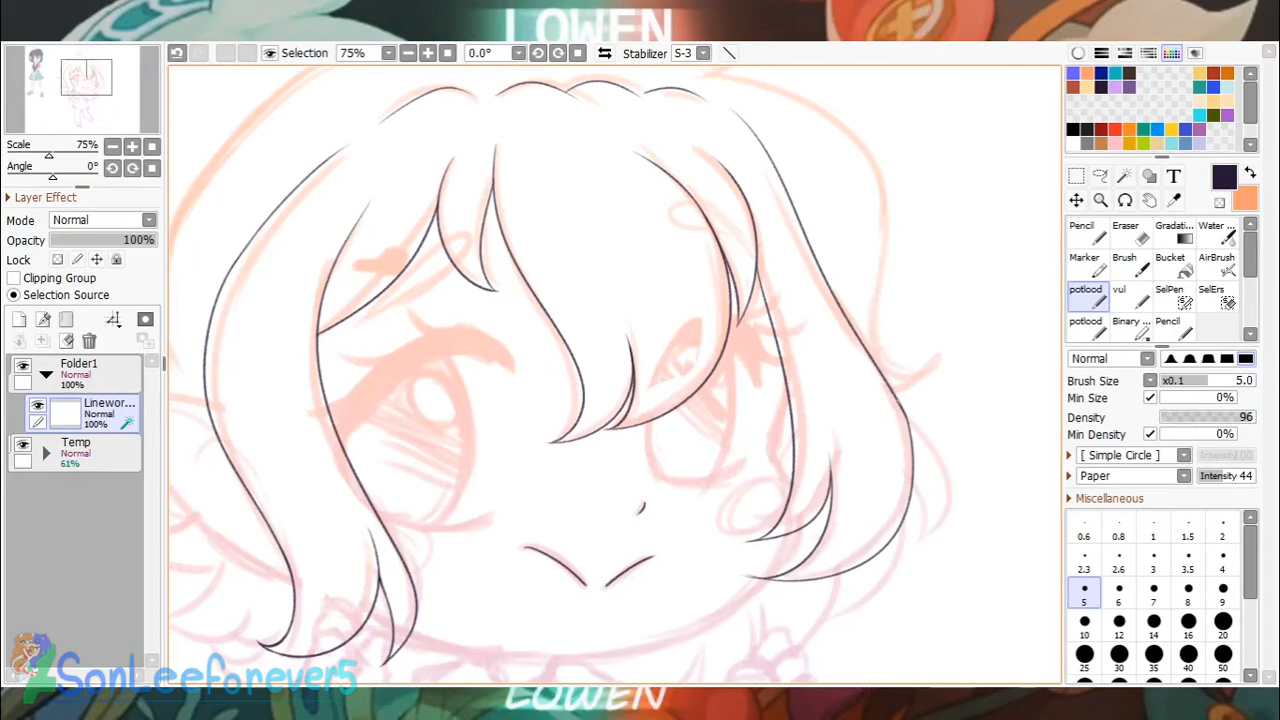 LOWEN
Selection 75% 0.0° Stabilizer S-3
Scale 75%
Angle 0°
Layer Effect
Mode Normal
Opacity 100%
Lock
Clipping Group
Selection Source
Folder1
Normal
100%
Linewor...
Normal
100%
Temp
Normal
61%
T
Pencil Eraser Gradati... Water ...
Marker Brush Bucket AirBrush
potlood vul SelPen SelErs
potlood Binary ... Pencil
Normal
Brush Size x0.1 5.0
Min Size 0%
Density 96
Min Density 0%
[ Simple Circle ] Intensity100
Paper Intensity 44
Miscellaneous
0.6 0.8 1 1.5 2
2.3 2.6 3 3.5 4
5 6 7 8 9
10 12 14 16 20
25 30 35 40 50
SonLeeforever5
LOWEN